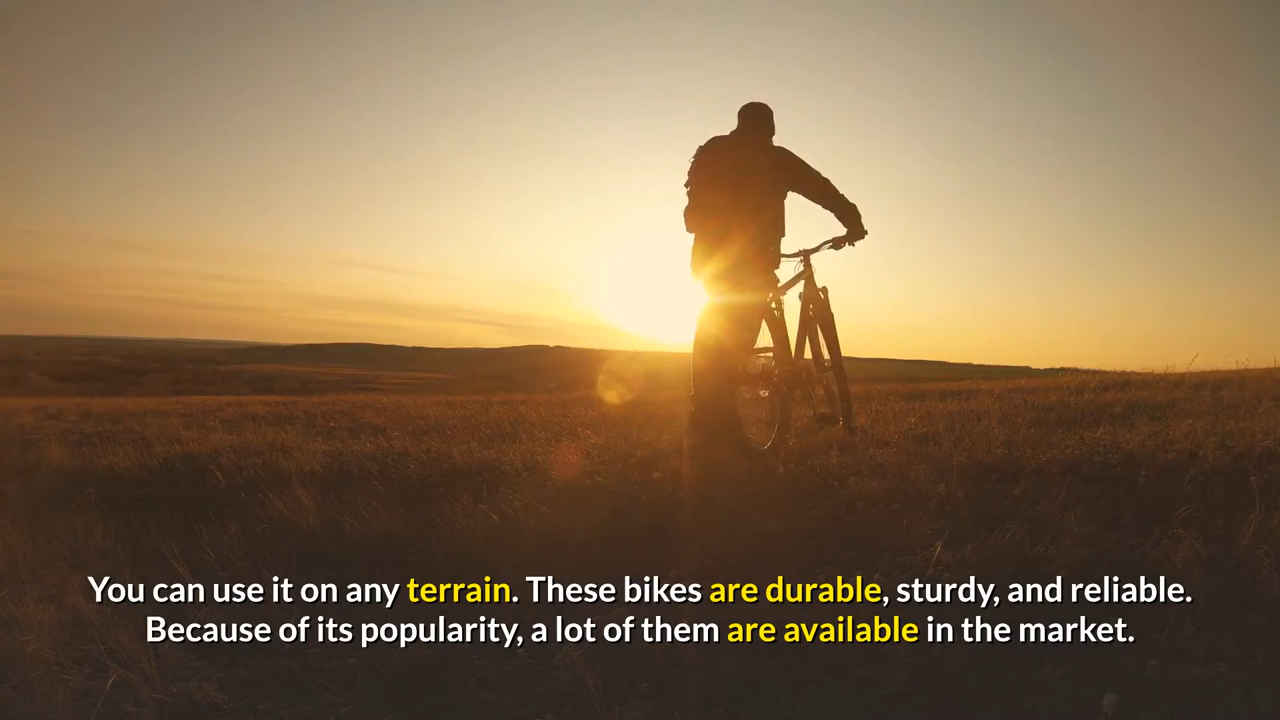 You can use it on any terrain. These bikes are durable, sturdy, and reliable.
Because of its popularity, a lot of them are available in the market.